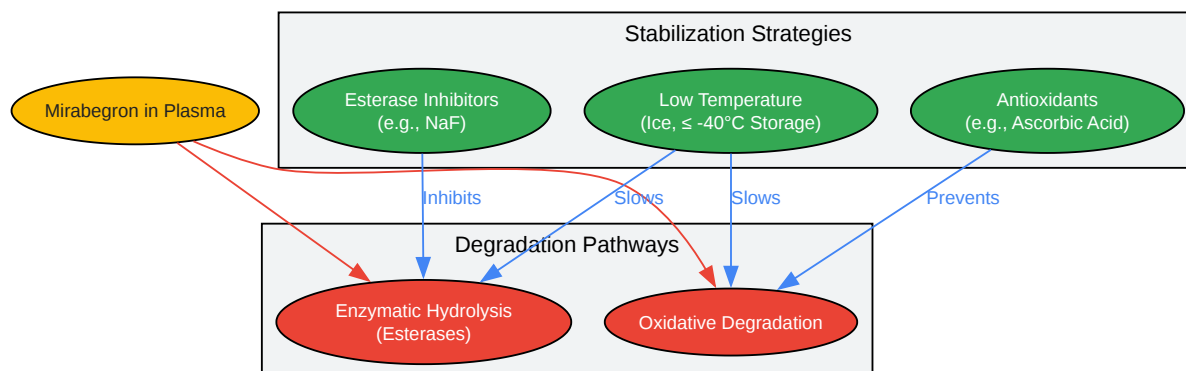 Stabilization Strategies
Mirabegron in Plasma
Esterase Inhibitors
(e.g., NaF)
Low Temperature
(Ice, ≤ -40°C Storage)
Antioxidants
(e.g., Ascorbic Acid)
Inhibits
Slows
Slows
Prevents
Degradation Pathways
Enzymatic Hydrolysis
(Esterases)
Oxidative Degradation